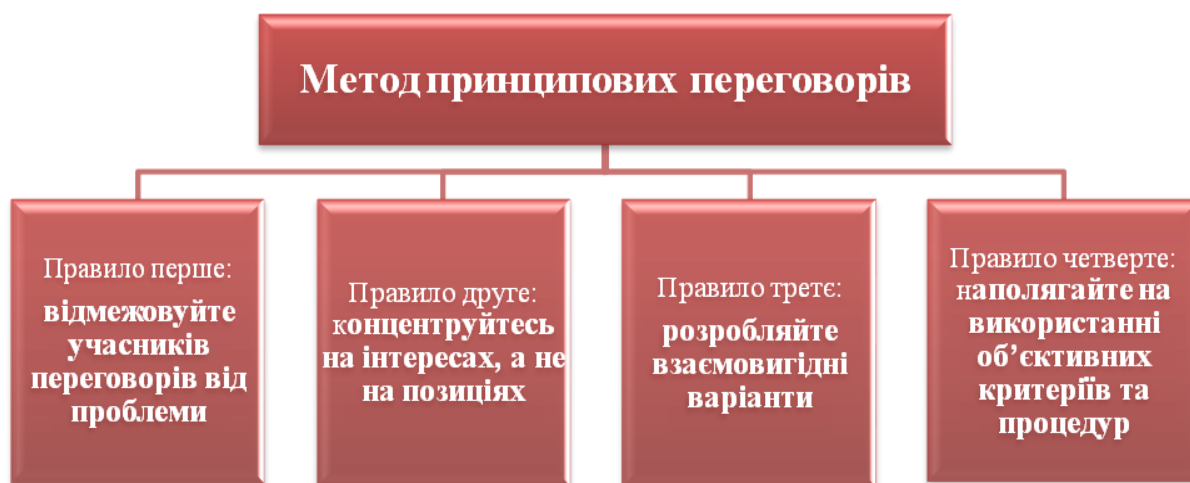 Метод принципових переговорів
Правило перше:
відмежовуйте
учасників
переговорів від
проблеми
Правило друге:
концентруйтесь
на інтересах, а не
на позиціях
Правило третє:
розробляйте
взаємовигідні
варіанти
Правило четверте:
наполягайте на
використанні
об’єктивних
критеріїв та
процедур